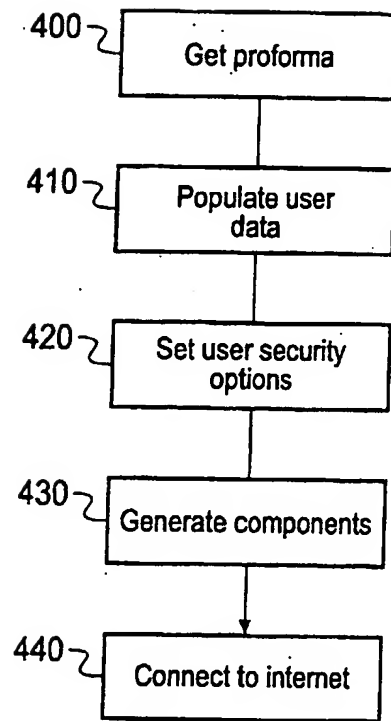 400
Get proforma
410
Populate user
data
420
Set user security
options
430
Generate components
440
Connect to internet